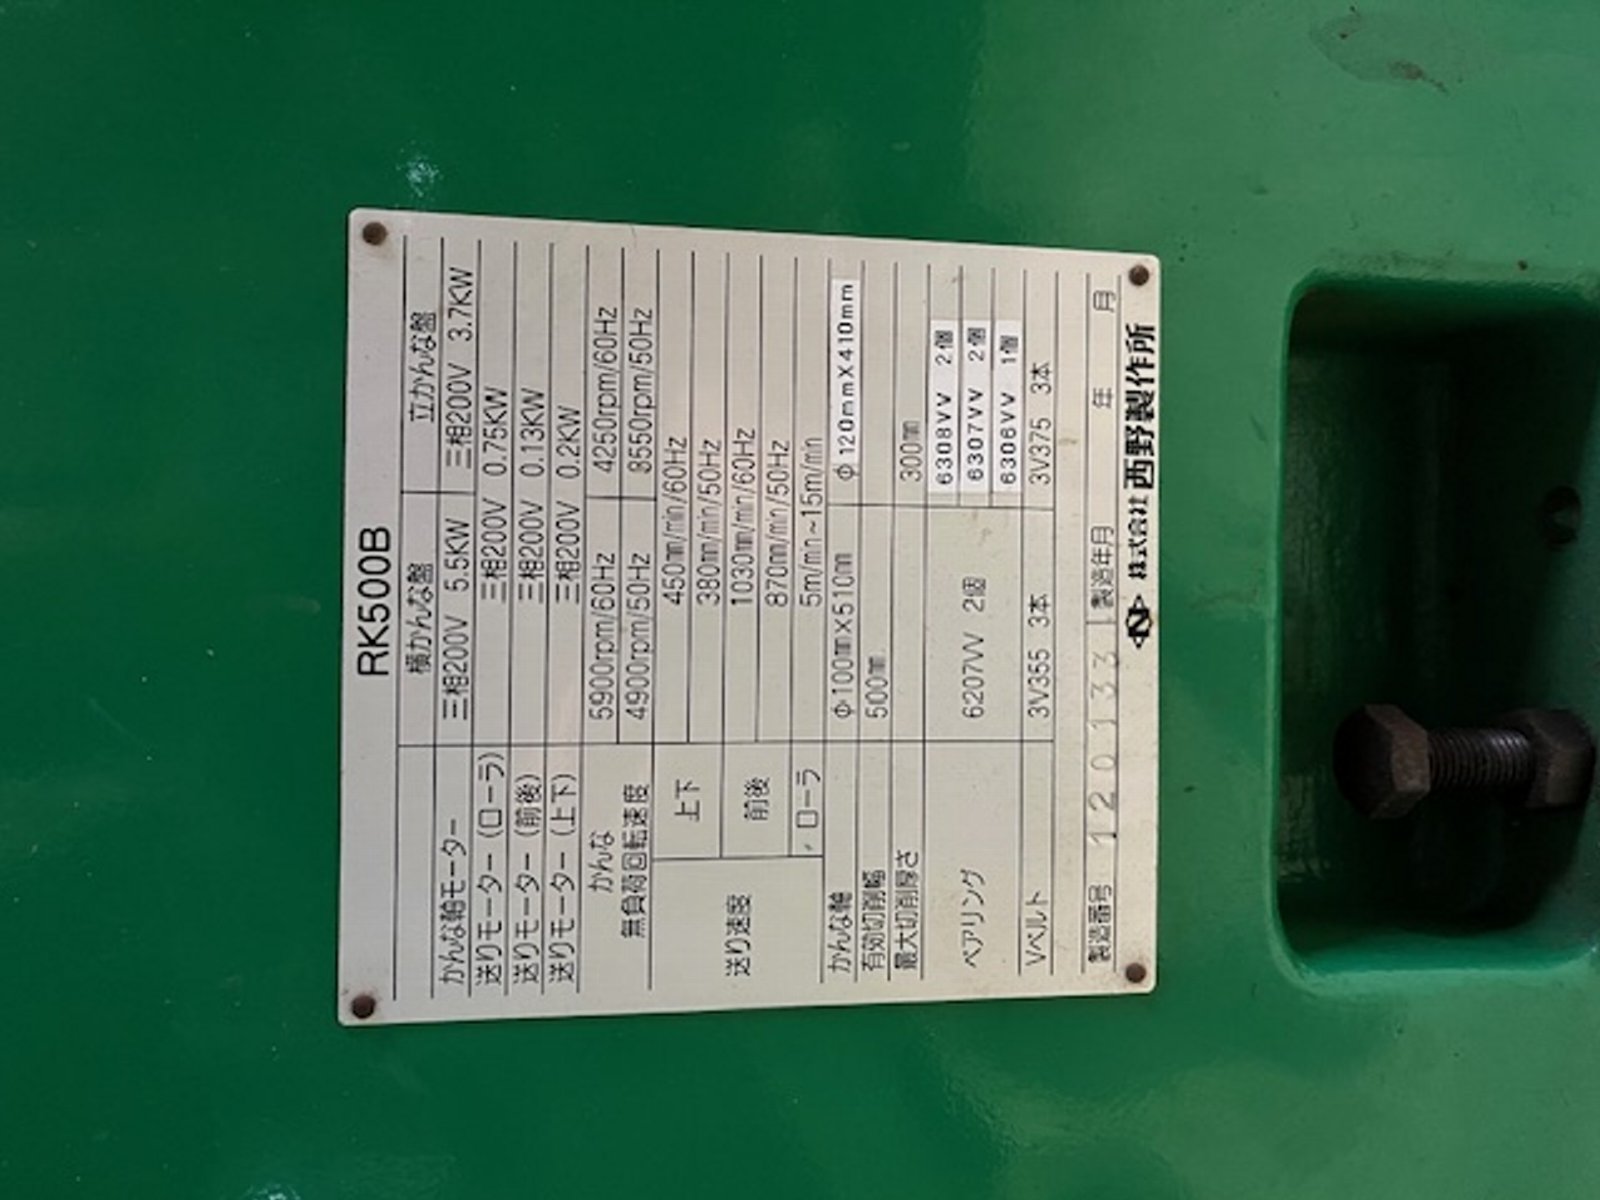 RK500B
横かんな盤 立かんな盤
かんな軸モーター 三相200V 5.5KW 三相200V 3.7KW
送りモーター(ローラ) 三相200V 0.75KW
送りモーター(前後) 三相200V 0.13KW
送りモーター(上下) 三相200V 0.2KW
かんな 5900rpm/60Hz 4250rpm/60Hz
無負荷回転速度 4900rpm/50Hz 8550rpm/50Hz
送り速度 上下 450mm/min/60Hz
380mm/min/50Hz
前後 1030mm/min/60Hz
870mm/min/50Hz
ローラ 5m/min~15m/min
かんな軸 φ100mm×510mm φ120mm×410mm
有効切削幅 500mm
最大切削厚さ 300mm
ベアリング 6207VV 2個 6308VV 2個
6307VV 2個
6306VV 1個
Vベルト 3V355 3本 3V375 3本
製造番号 1200133 製造年月 年 月
N 株式会社 西野製作所